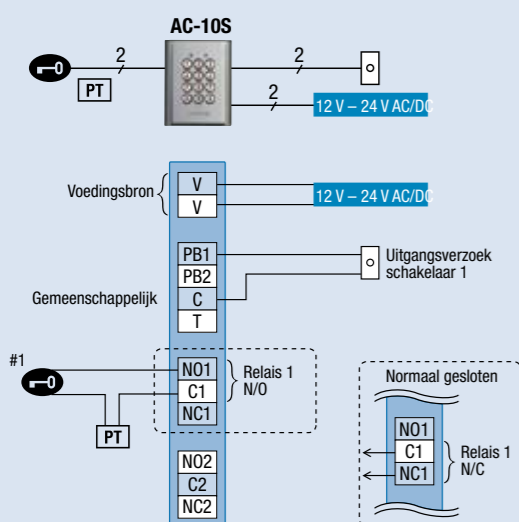 AC-10S
2
2
PT
2
12 V – 24 V AC/DC
Voedingsbron
V
V
12 V – 24 V AC/DC
PB1
PB2
Gemeenschappelijk
C
T
Uitgangsverzoek
schakelaar 1
#1
NO1
C1
NC1
Relais 1
N/O
PT
NO2
C2
NC2
Normaal gesloten
NO1
C1
NC1
Relais 1
N/C